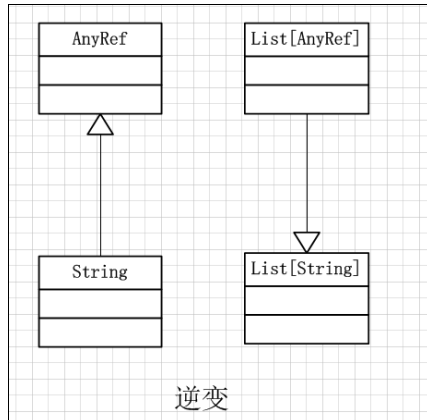 AnyRef
List[AnyRef]
String
List[String]
逆变